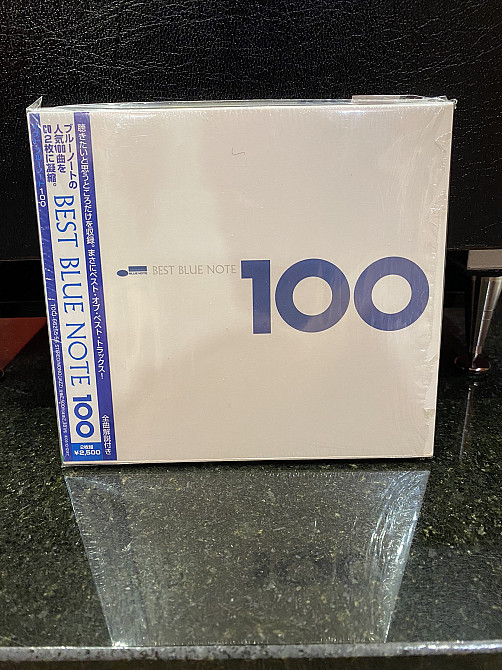 聴きたいと思うところだけを収録。まさにベスト・オブ・ベスト・トラックス!
全曲解説付き
ブルーノートの
人気100曲を
CD2枚に凝縮。
BEST BLUE NOTE 100
2枚組
¥2,500
100
BLUE NOTE
BEST BLUE NOTE 100